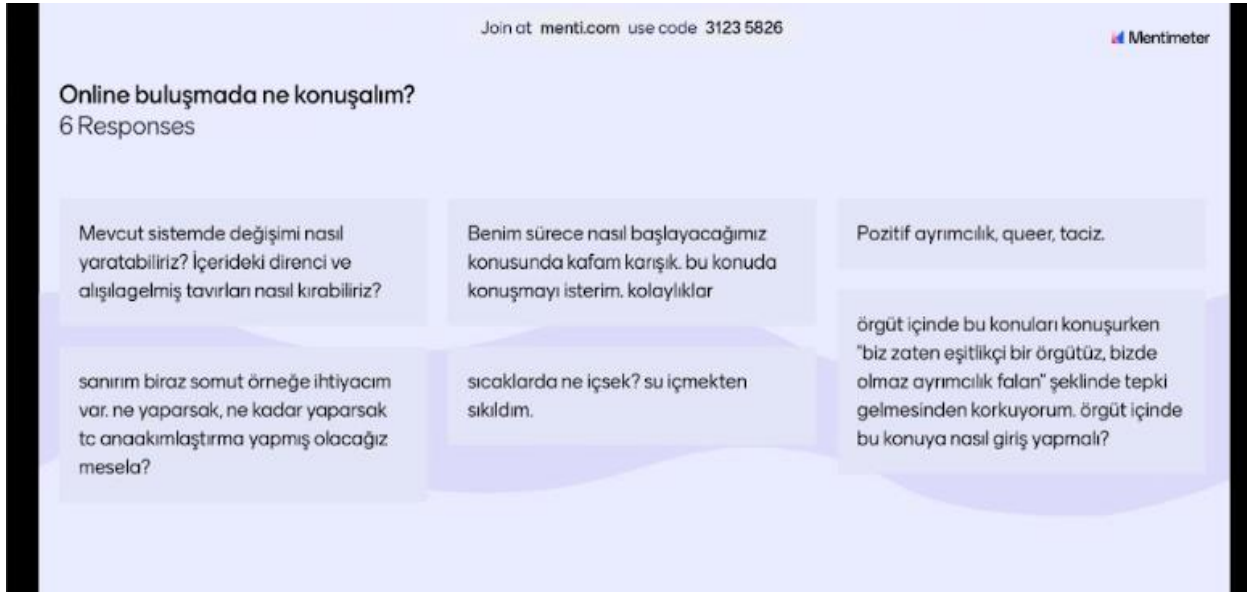 Join at menti.com use code 3123 5826
Mentimeter
Online buluşmada ne konuşalım?
6 Responses
Mevcut sistemde değişimi nasıl
yaratabiliriz? İçerideki direnci ve
alışılagelmiş tavırları nasıl kırabiliriz?
sanırım biraz somut örneğe ihtiyacım
var. ne yaparsak, ne kadar yaparsak
tc anaakımlaştırma yapmış olacağız
mesela?
Benim sürece nasıl başlayacağımız
konusunda kafam karışık. bu konuda
konuşmayı isterim. kolaylıklar
sıcaklarda ne içsek? su içmekten
sıkıldım.
Pozitif ayrımcılık, queer, taciz.
örgüt içinde bu konuları konuşurken
"biz zaten eşitlikçi bir örgütüz, bizde
olmaz ayrımcılık falan" şeklinde tepki
gelmesinden korkuyorum. örgüt içinde
bu konuya nasıl giriş yapmalı?